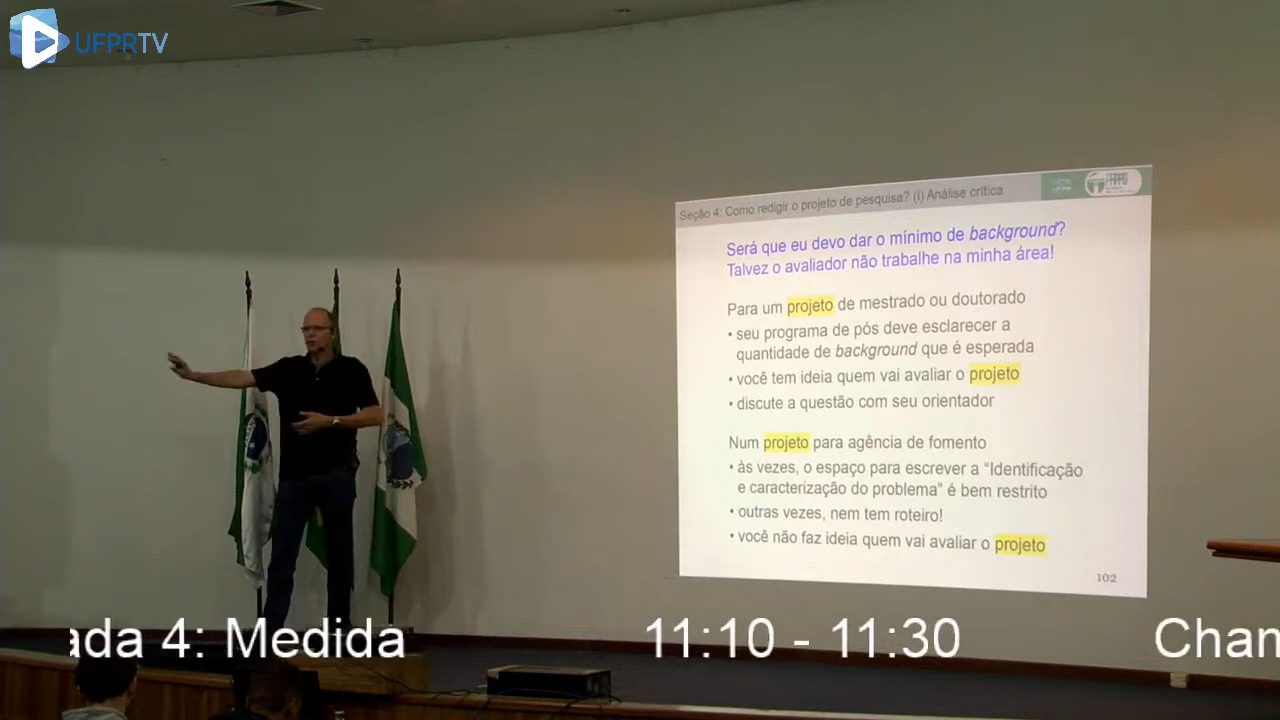 UFPRTV
Seção 4: Como redigir o projeto de pesquisa? (I) Análise crítica
Será que eu devo dar o mínimo de background?
Talvez o avaliador não trabalhe na minha área!
Para um projeto de mestrado ou doutorado
• seu programa de pós deve esclarecer a
quantidade de background que é esperada
• você tem ideia quem vai avaliar o projeto
• discute a questão com seu orientador
Num projeto para agência de fomento
• às vezes, o espaço para escrever a “Identificação
e caracterização do problema” é bem restrito
• outras vezes, nem tem roteiro!
• você não faz ideia quem vai avaliar o projeto
102
ada 4: Medida 11:10 - 11:30 Cham